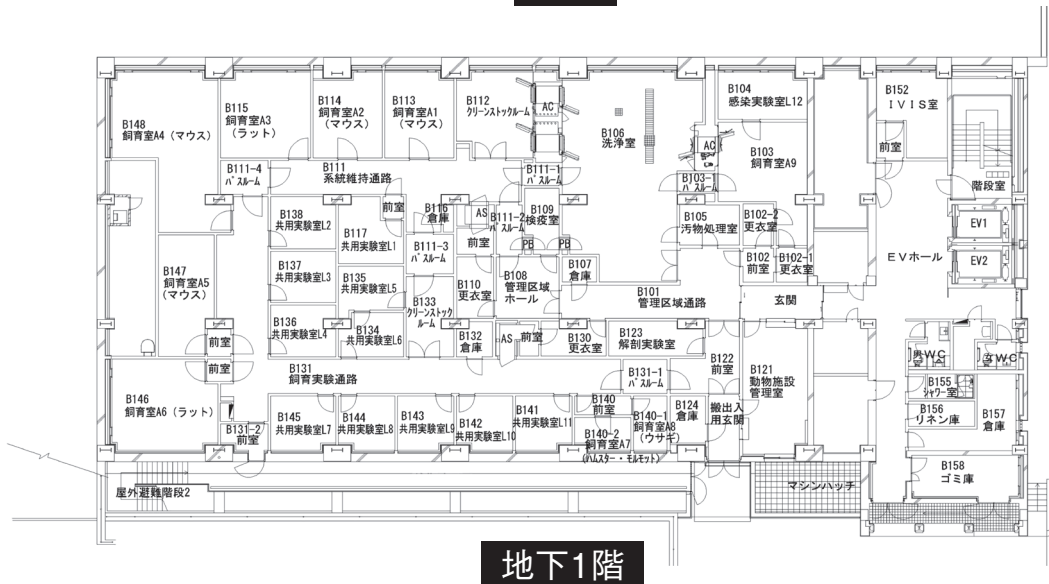 B148
飼育室A4（マウス）
B115
飼育室A3
（ラット）
B114
飼育室A2
（マウス）
B113
飼育室A1
（マウス）
B112
クリーンストックルーム
AC
B106
洗浄室
B104
感染実験室L12
B152
ＩＶＩＳ室
前室
AC
B103
飼育室A9
B103-1
パスルーム
階段室
B111-4
パスルーム
B111
系統維持通路
B111-1
パスルーム
B138
共用実験室L2
B117
共用実験室L1
前室
B116
倉庫
AS
前室
B111-2
パスルーム
B109
検疫室
B105
汚物処理室
B102-2
更衣室
EV1
EV2
ＥＶホール
B111-3
パスルーム
PB
PB
B102
前室
B102-1
更衣室
B147
飼育室A5
（マウス）
B137
共用実験室L3
B135
共用実験室L5
B133
クリーンストック
ルーム
B110
更衣室
B108
管理区域
ホール
B107
倉庫
B101
管理区域通路
玄関
B136
共用実験室L4
B134
共用実験室L6
B132
倉庫
AS
前室
B130
更衣室
B123
解剖実験室
前室
前室
B122
前室
B121
動物施設
管理室
男ＷＣ
女ＷＣ
B131
飼育実験通路
B131-1
パスルーム
B146
飼育室A6（ラット）
B155
シャワー室
B156
リネン庫
B157
倉庫
B131-2
前室
B145
共用実験室L7
B144
共用実験室L8
B143
共用実験室L9
B142
共用実験室L10
B141
共用実験室L11
B140
前室
B140-2
飼育室A7
（ハムスター・モルモット）
B140-1
飼育室A8
（ウサギ）
B124
倉庫
搬出入
用玄関
B158
ゴミ庫
屋外避難階段2
マシンハッチ
地下1階